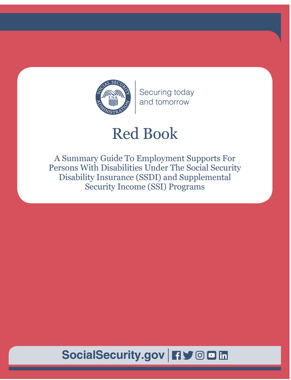 Securing today
and tomorrow
Red Book
A Summary Guide To Employment Supports For
Persons With Disabilities Under The Social Security
Disability Insurance (SSDI) and Supplemental
Security Income (SSI) Programs
SocialSecurity.gov